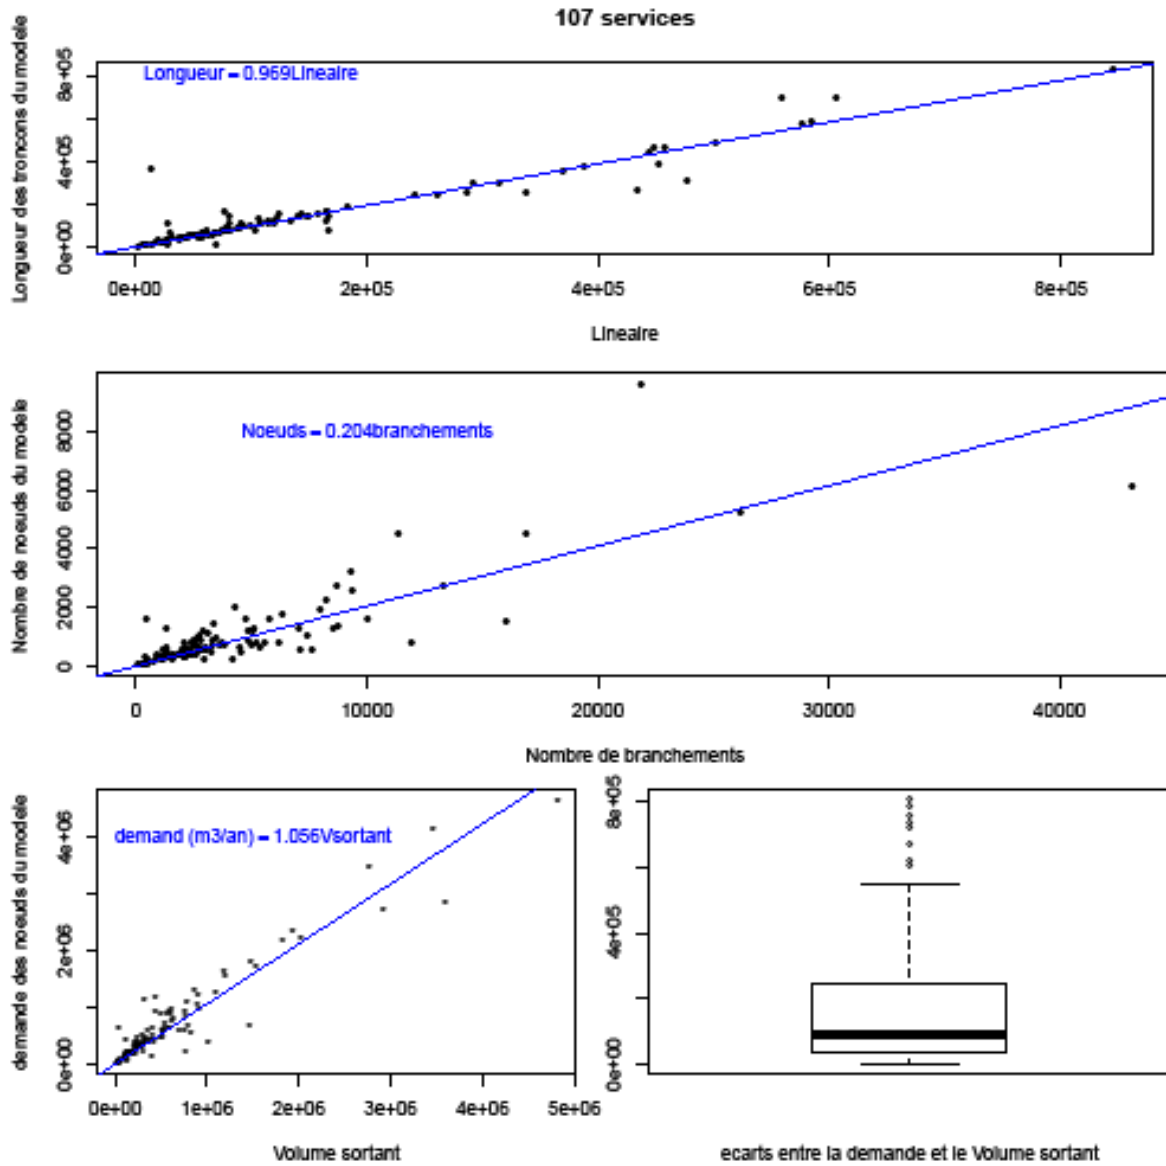 107 services
Longueur = 0.969Lineaire
Longueur des troncons du modele
0e+00 4e+05 8e+05
0e+00 2e+05 4e+05 6e+05 8e+05
Lineaire
Noeuds = 0.204branchements
Nombre de noeuds du modele
0 2000 4000 6000 8000
0 10000 20000 30000 40000
Nombre de branchements
demand (m3/an) = 1.056Vsortant
demande des noeuds du modele
0e+00 2e+06 4e+06
0e+00 1e+06 2e+06 3e+06 4e+06 5e+06
Volume sortant
0e+00 4e+05 8e+05
ecarts entre la demande et le Volume sortant